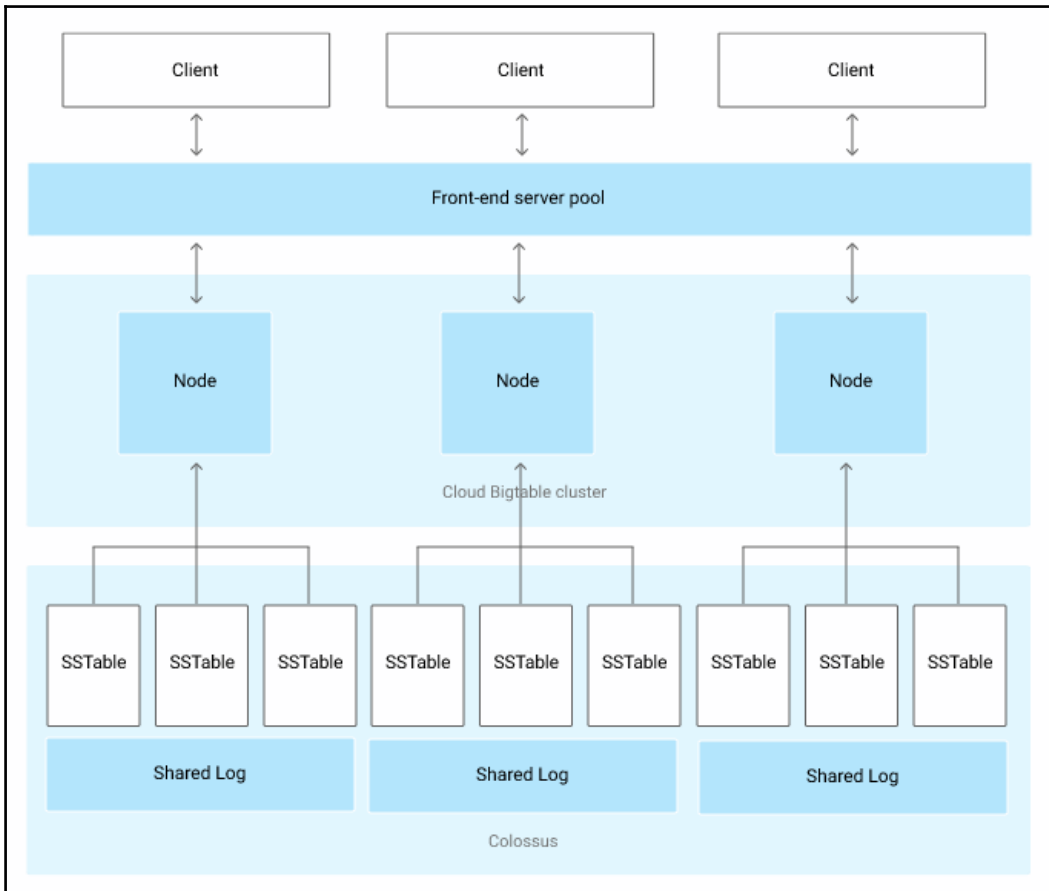 Client
Client
Client
Front-end server pool
Node
Node
Node
Cloud Bigtable cluster
SSTable
SSTable
SSTable
SSTable
SSTable
SSTable
SSTable
SSTable
SSTable
Shared Log
Shared Log
Shared Log
Colossus